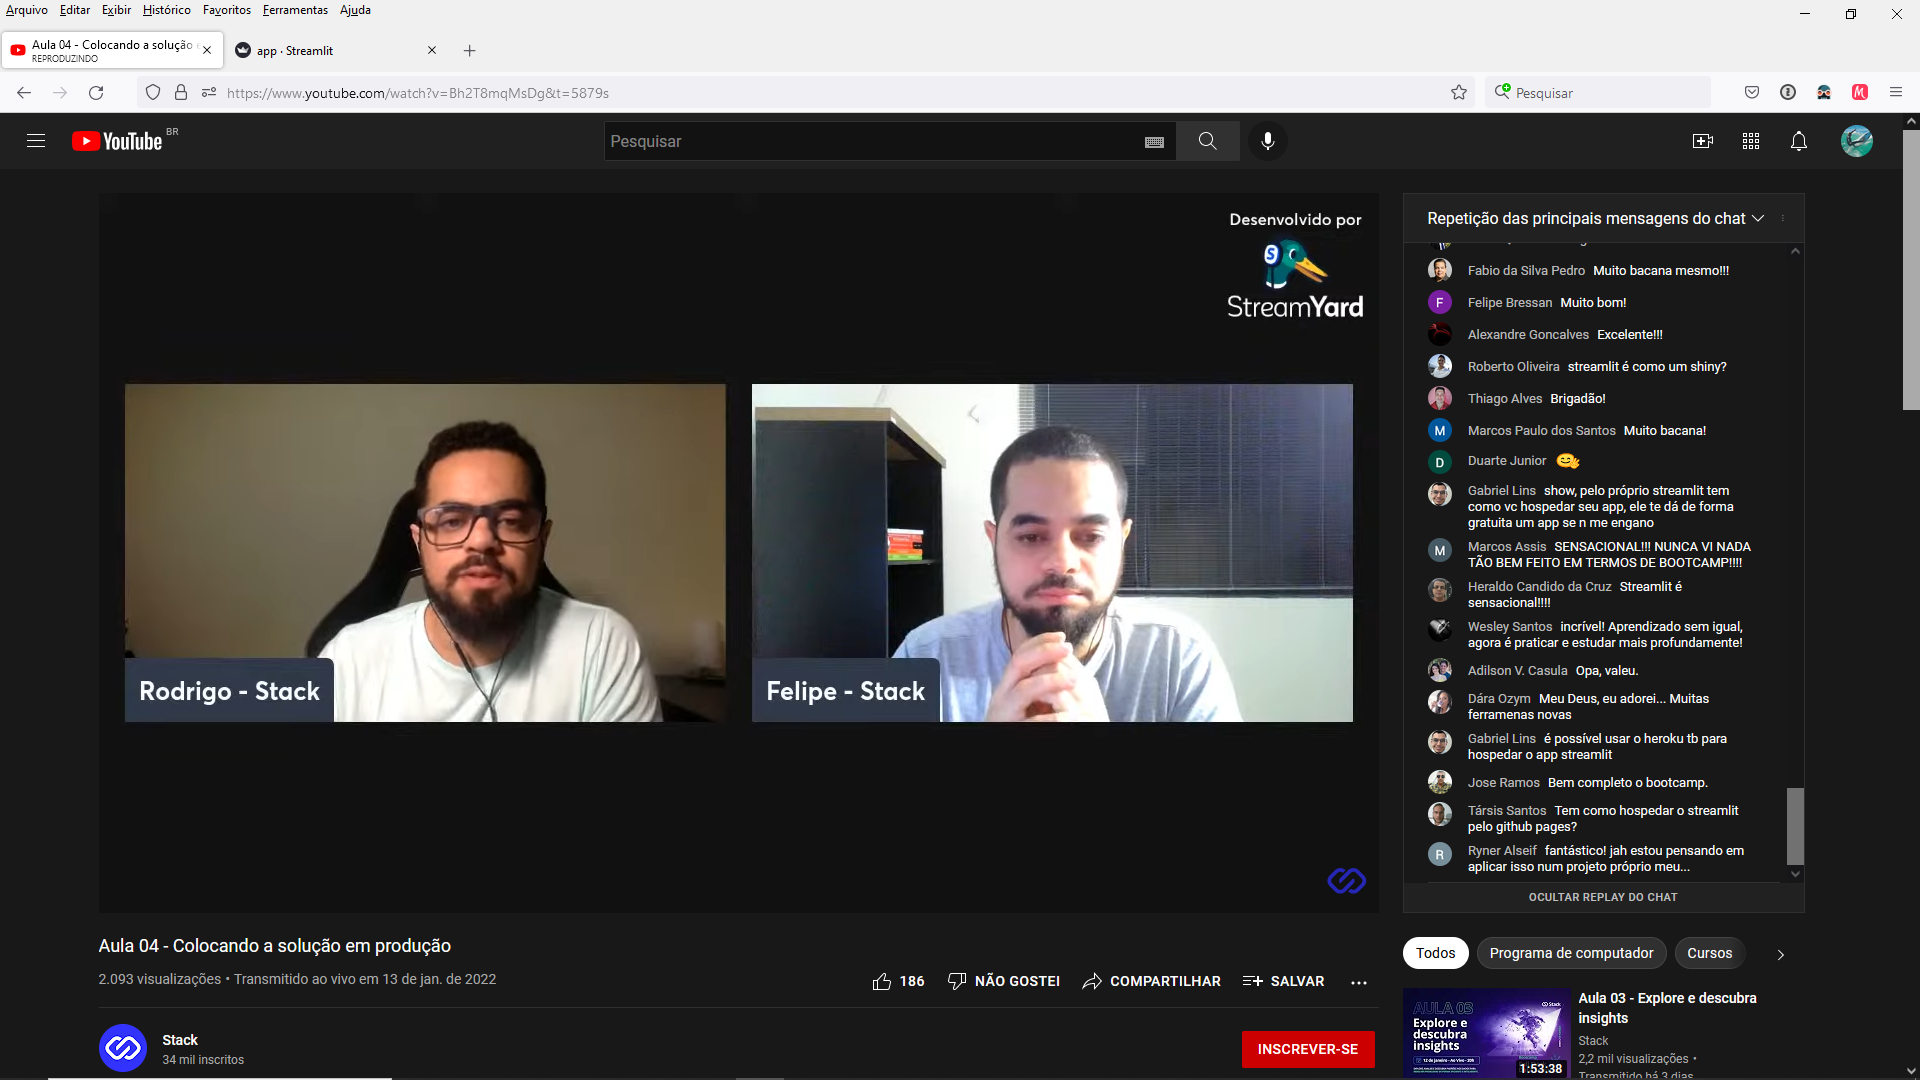 Arquivo Editar Exibir Histórico Favoritos Ferramentas Ajuda
Aula 04 - Colocando a solução
REPRODUZINDO
app · Streamlit
https://www.youtube.com/watch?v=Bh2T8mqMsDg&t=5879s
Pesquisar
YouTube BR
Pesquisar
Desenvolvido por
StreamYard
Rodrigo - Stack
Felipe - Stack
Repetição das principais mensagens do chat
Fabio da Silva Pedro Muito bacana mesmo!!!
F
Felipe Bressan Muito bom!
Alexandre Goncalves Excelente!!!
Roberto Oliveira streamlit é como um shiny?
Thiago Alves Brigadão!
M
Marcos Paulo dos Santos Muito bacana!
D
Duarte Junior
Gabriel Lins show, pelo próprio streamlit tem
como vc hospedar seu app, ele te dá de forma
gratuita um app se n me engano
M
Marcos Assis SENSACIONAL!!! NUNCA VI NADA
TÃO BEM FEITO EM TERMOS DE BOOTCAMP!!!!
Heraldo Candido da Cruz Streamlit é
sensacional!!!!
Wesley Santos incrível! Aprendizado sem igual,
agora é praticar e estudar mais profundamente!
Adilson V. Casula Opa, valeu.
Dára Ozym Meu Deus, eu adorei... Muitas
ferramenas novas
Gabriel Lins é possível usar o heroku tb para
hospedar o app streamlit
Jose Ramos Bem completo o bootcamp.
Társis Santos Tem como hospedar o streamlit
pelo github pages?
R
Ryner Alseif fantástico! jah estou pensando em
aplicar isso num projeto próprio meu...
OCULTAR REPLAY DO CHAT
Aula 04 - Colocando a solução em produção
2.093 visualizações • Transmitido ao vivo em 13 de jan. de 2022
186 NÃO GOSTEI COMPARTILHAR SALVAR
Stack
34 mil inscritos
INSCREVER-SE
Todos Programa de computador Cursos
AULA 03
Stack
Explore e
descubra
insights
1:53:38
Aula 03 - Explore e descubra
insights
Stack
2,2 mil visualizações •
Transmitido há 3 dias